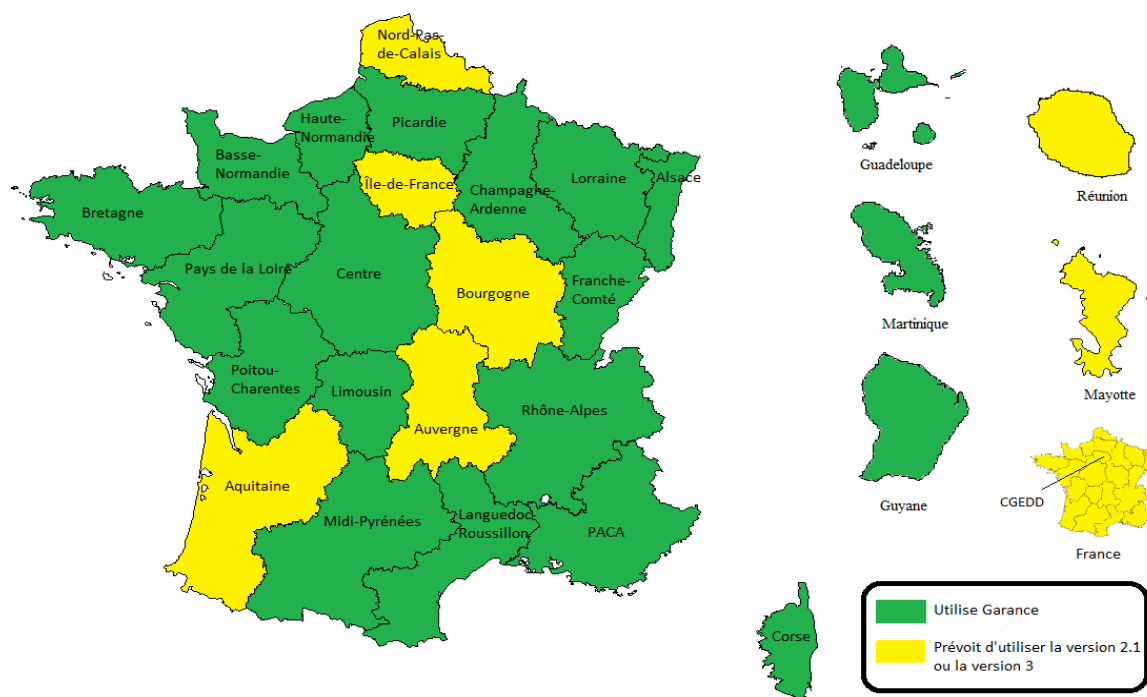 Nord-Pas-
de-Calais
Haute-
Normandie
Picardie
Basse-
Normandie
Île-de-France
Champagne-
Ardenne
Lorraine
Alsace
Bretagne
Pays de la Loire
Centre
Bourgogne
Franche-
Comté
Poitou-
Charentes
Limousin
Auvergne
Rhône-Alpes
Aquitaine
Midi-Pyrénées
Languedoc-
Roussillon
PACA
Corse
Guadeloupe
Réunion
Martinique
Mayotte
Guyane
CGEDD
France
Utilise Garance
Prévoit d'utiliser la version 2.1
ou la version 3